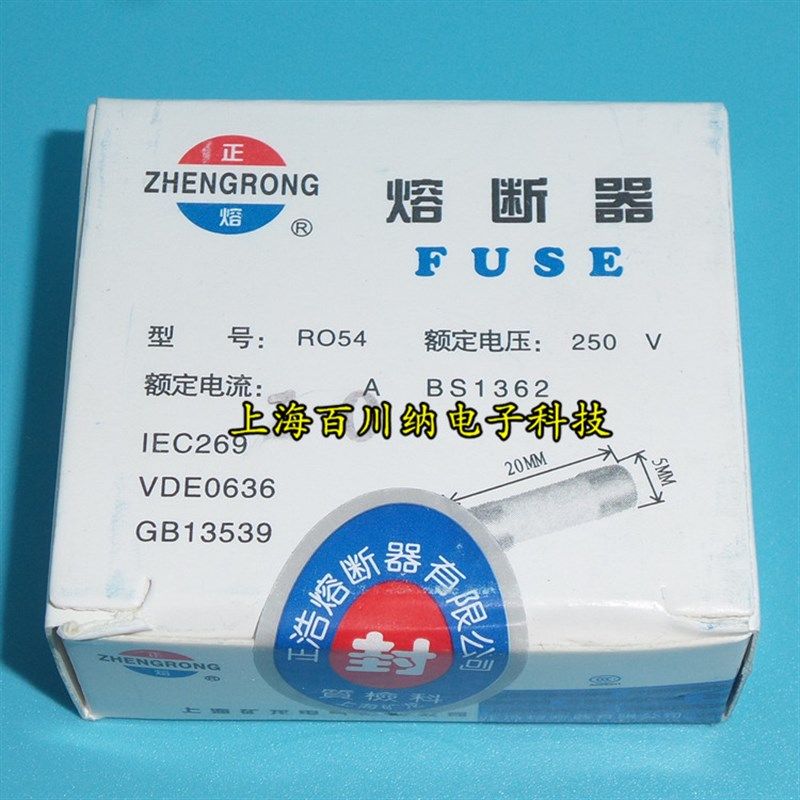 正
ZHENGRONG
熔
®
熔断器
FUSE
型 号: RO54 额定电压: 250 V
额定电流: A BS1362
上海百川纳电子科技
IEC269
VDE0636
GB13539
20MM
5MM
正浩熔断器有限公司
封
ZHENGRONG
熔
®